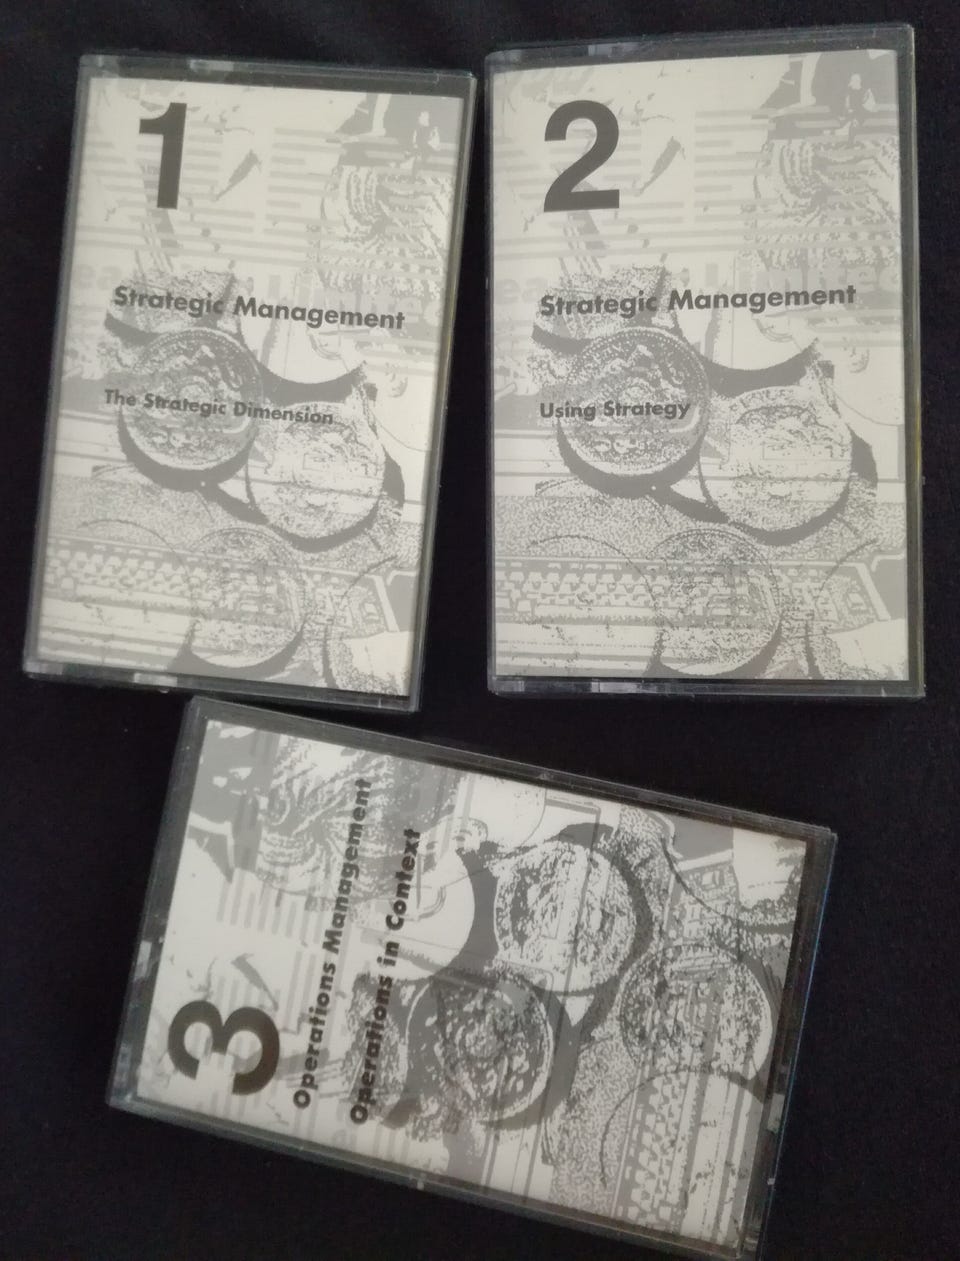 1
Strategic Management
The Strategic Dimension
2
Strategic Management
Using Strategy
3
Operations Management
Operations in Context